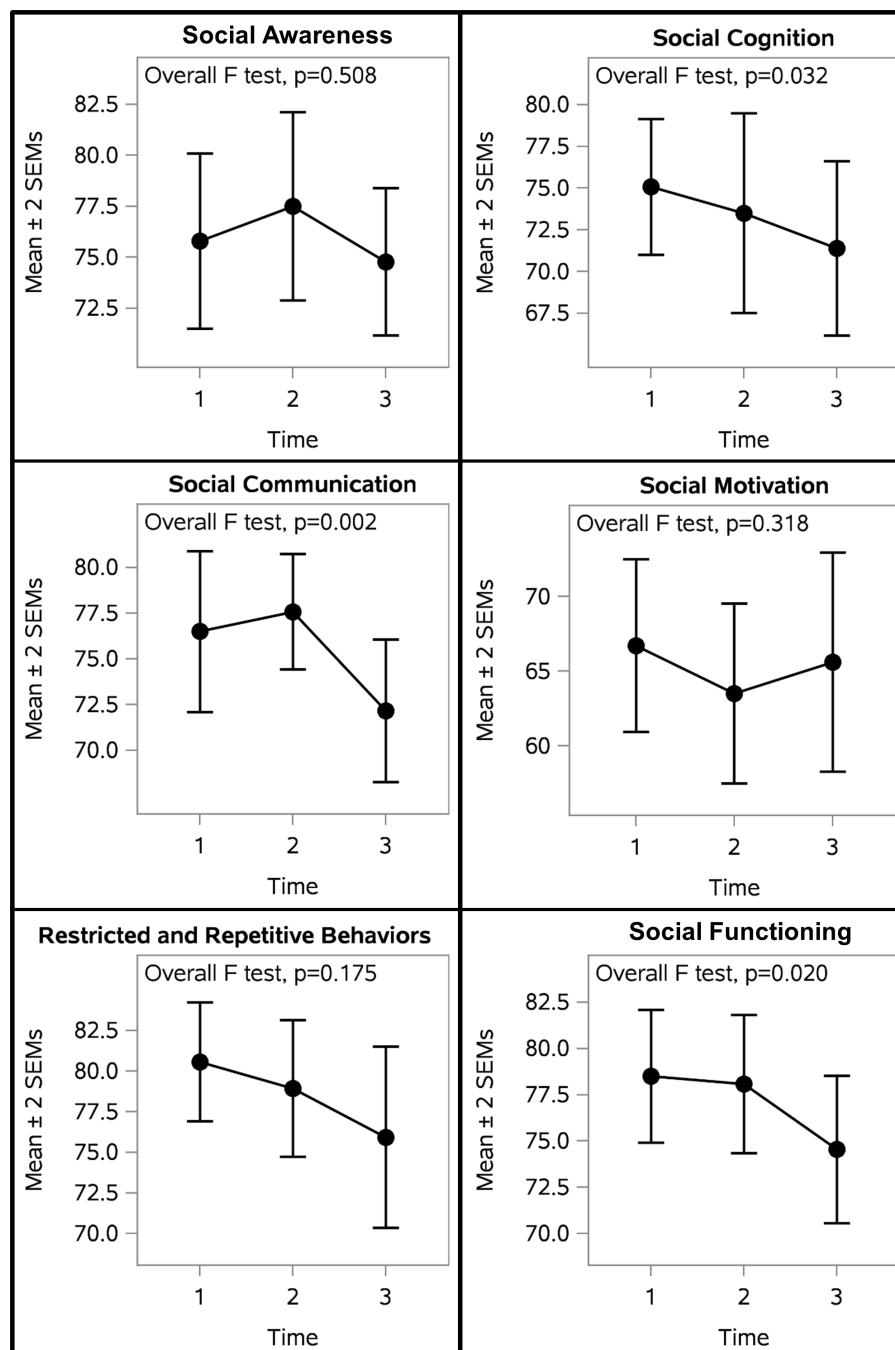 Social Awareness
Overall F test, p=0.508
Mean ± 2 SEMs
82.5
80.0
77.5
75.0
72.5
1 2 3
Time
Social Cognition
Overall F test, p=0.032
Mean ± 2 SEMs
80.0
77.5
75.0
72.5
70.0
67.5
1 2 3
Time
Social Communication
Overall F test, p=0.002
Mean ± 2 SEMs
80.0
77.5
75.0
72.5
70.0
1 2 3
Time
Social Motivation
Overall F test, p=0.318
Mean ± 2 SEMs
70
65
60
1 2 3
Time
Restricted and Repetitive Behaviors
Overall F test, p=0.175
Mean ± 2 SEMs
82.5
80.0
77.5
75.0
72.5
70.0
1 2 3
Time
Social Functioning
Overall F test, p=0.020
Mean ± 2 SEMs
82.5
80.0
77.5
75.0
72.5
70.0
1 2 3
Time